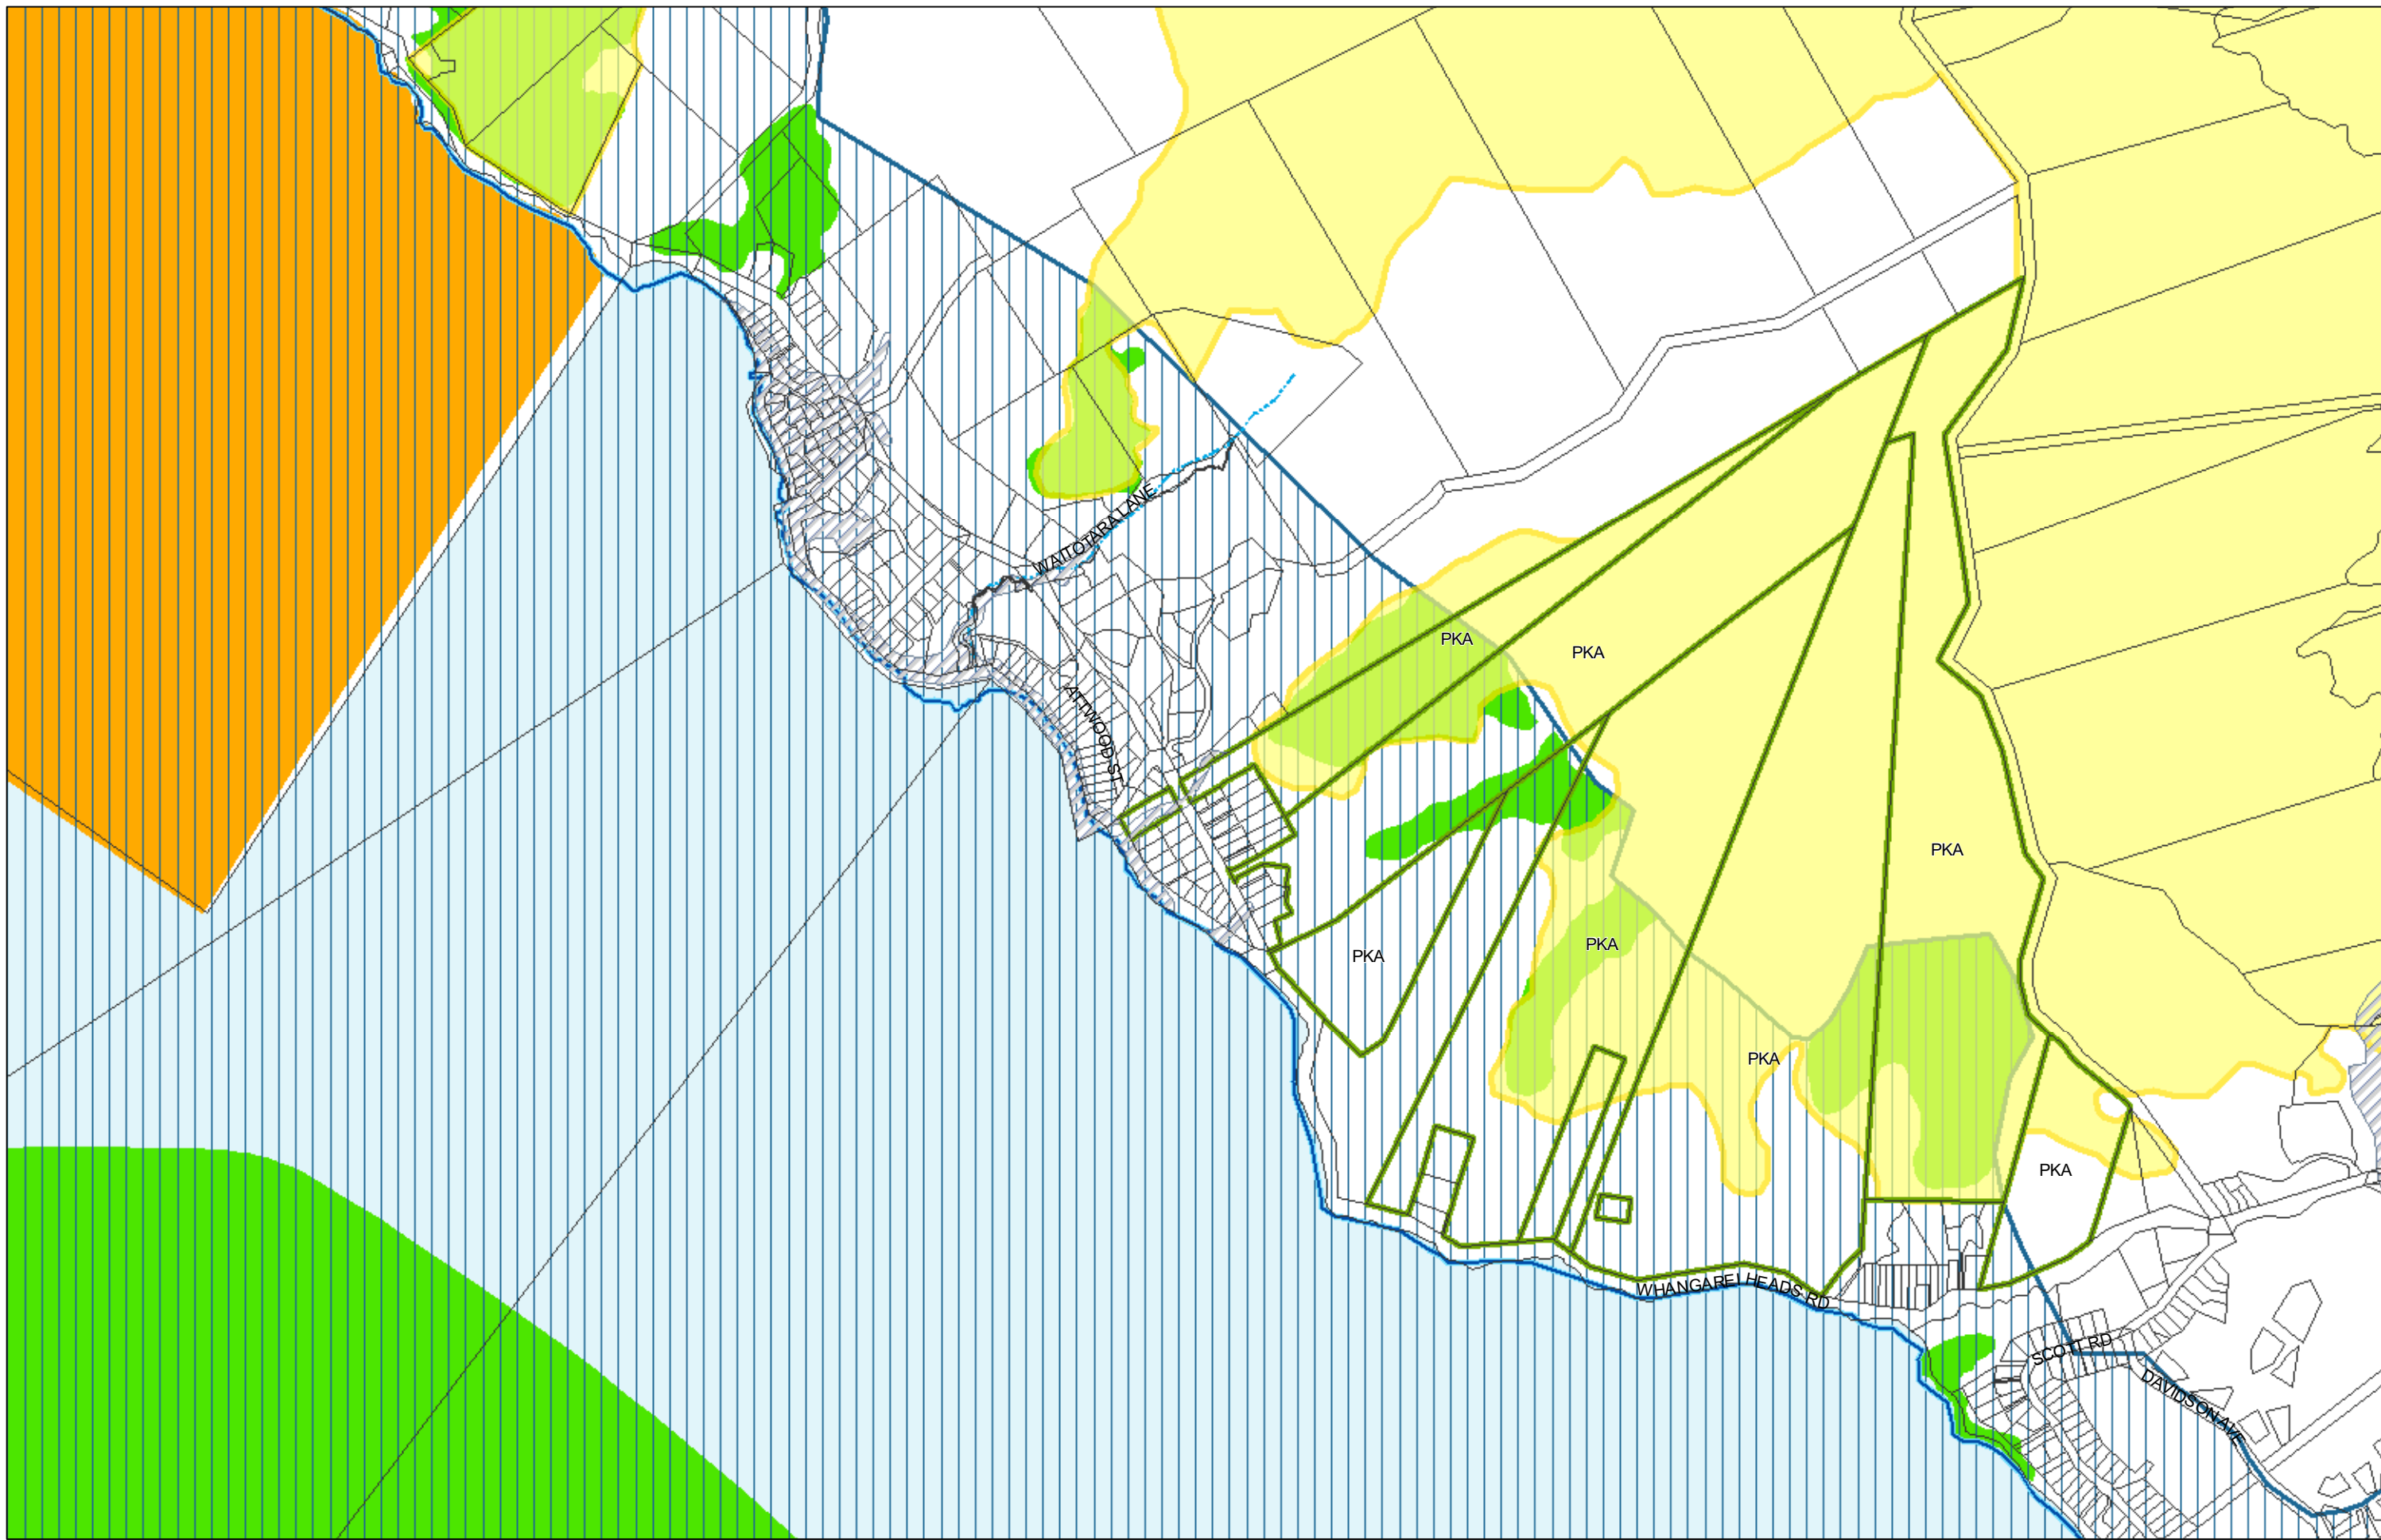 WAITOTARA LANE
ATTWOOD ST
PKA
PKA
PKA
PKA
PKA
PKA
PKA
WHANGAREI HEADS RD
SCOTT RD
DAVIDSON AVE